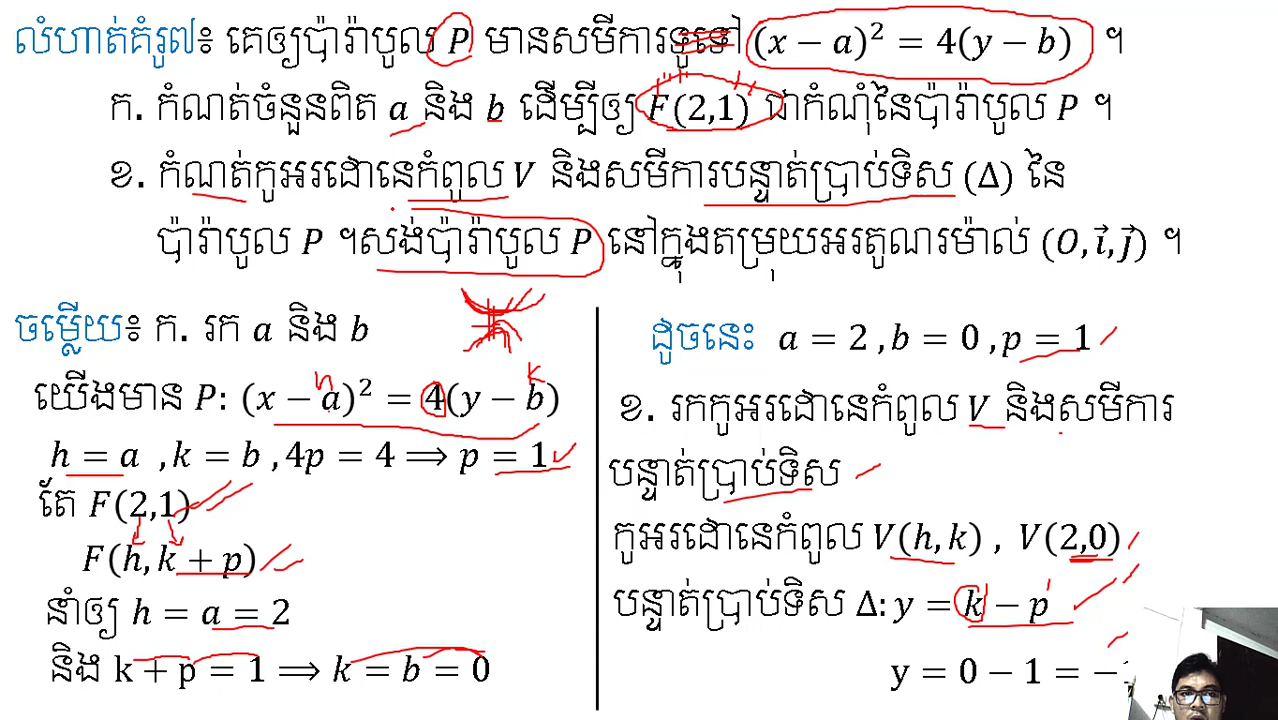 លំហាត់គំរូ៧៖ គេឲ្យប៉ារ៉ាបូល P មានសមីការទូទៅ (x − a)² = 4(y − b) ។
ក. កំណត់ចំនួនពិត a និង b ដើម្បីឲ្យ F(2,1) ជាកំណុំនៃប៉ារ៉ាបូល P ។
ខ. កំណត់កូអរដោនេកំពូល V និងសមីការបន្ទាត់ប្រាប់ទិស (Δ) នៃ
ប៉ារ៉ាបូល P ។សង់ប៉ារ៉ាបូល P នៅក្នុងតម្រុយអរតូណរម៉ាល់ (O, i⃗, j⃗) ។
ចម្លើយ៖ ក. រក a និង b
h k
យើងមាន P: (x − a)² = 4(y − b)
h = a , k = b , 4p = 4 ⟹ p = 1
តែ F(2,1)
F(h, k + p)
នាំឲ្យ h = a = 2
និង k + p = 1 ⟹ k = b = 0
ដូចនេះ a = 2 , b = 0 , p = 1
ខ. រកកូអរដោនេកំពូល V និងសមីការ
បន្ទាត់ប្រាប់ទិស
កូអរដោនេកំពូល V(h, k) , V(2,0)
បន្ទាត់ប្រាប់ទិស Δ: y = k − p
y = 0 − 1 = −